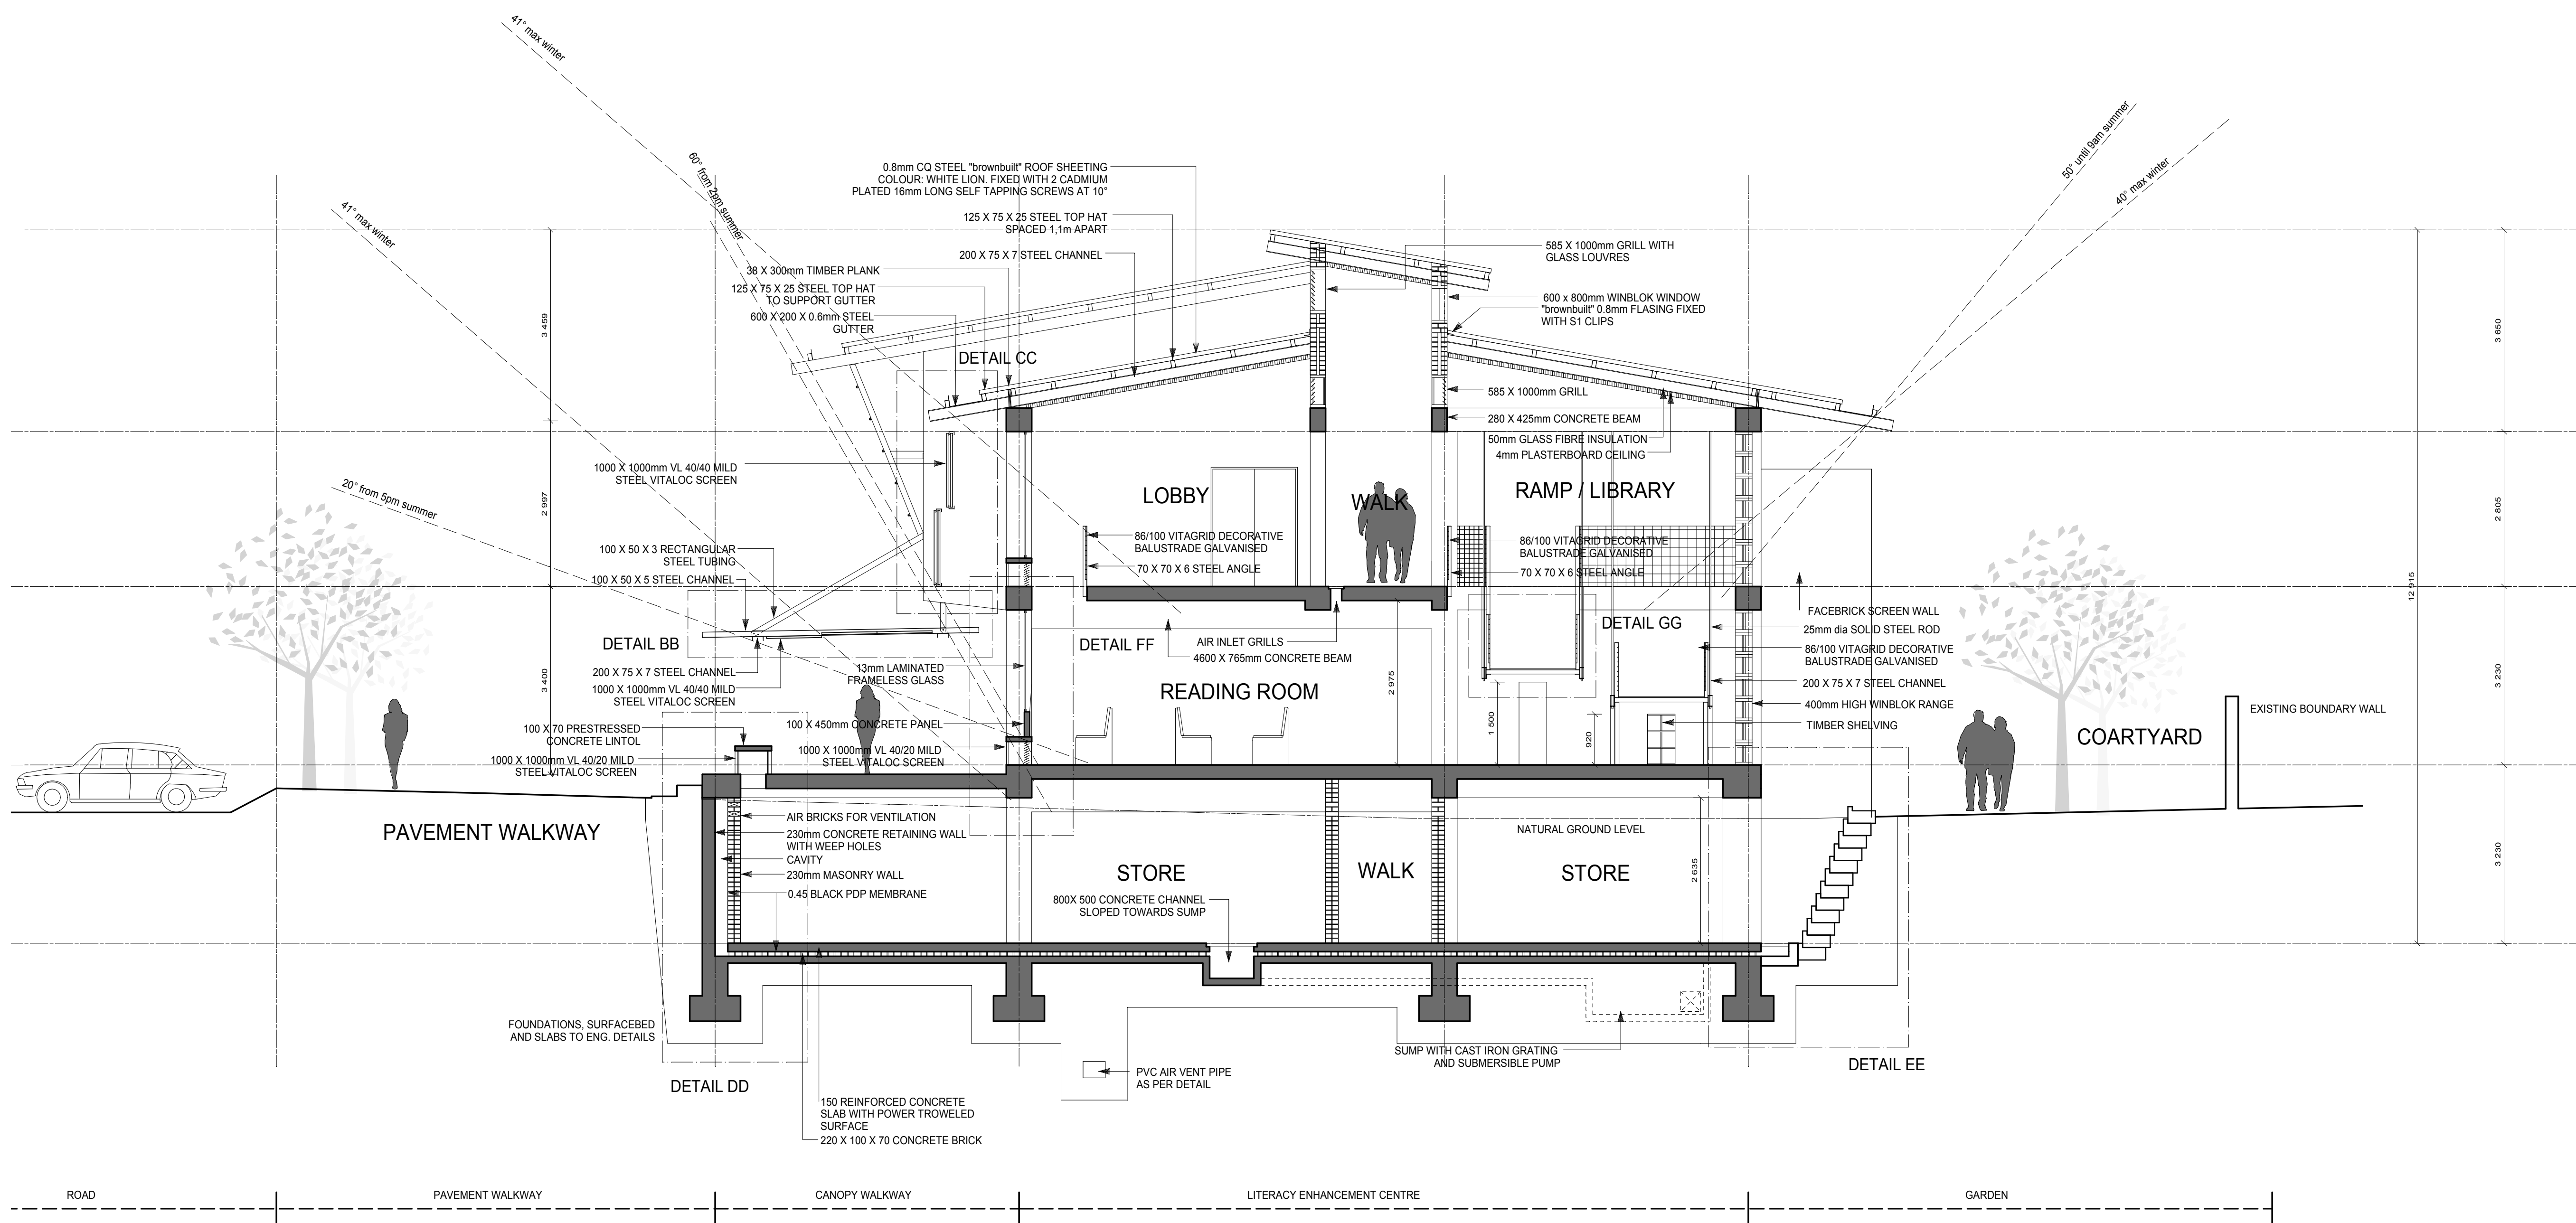 41° max winter
41° max winter
60° from 2pm summer
20° from 5pm summer
50° until 9am summer
40° max winter
0.8mm CQ STEEL "brownbuilt" ROOF SHEETING
COLOUR: WHITE LION. FIXED WITH 2 CADMIUM
PLATED 16mm LONG SELF TAPPING SCREWS AT 10°
125 X 75 X 25 STEEL TOP HAT
SPACED 1,1m APART
200 X 75 X 7 STEEL CHANNEL
38 X 300mm TIMBER PLANK
125 X 75 X 25 STEEL TOP HAT
TO SUPPORT GUTTER
600 X 200 X 0.6mm STEEL
GUTTER
DETAIL CC
585 X 1000mm GRILL WITH
GLASS LOUVRES
600 x 800mm WINBLOK WINDOW
"brownbuilt" 0.8mm FLASING FIXED
WITH S1 CLIPS
585 X 1000mm GRILL
280 X 425mm CONCRETE BEAM
50mm GLASS FIBRE INSULATION
4mm PLASTERBOARD CEILING
3 459
2 997
3 400
12 915
3 650
2 805
3 230
3 230
1000 X 1000mm VL 40/40 MILD
STEEL VITALOC SCREEN
LOBBY
WALK
RAMP / LIBRARY
86/100 VITAGRID DECORATIVE
BALUSTRADE GALVANISED
70 X 70 X 6 STEEL ANGLE
86/100 VITAGRID DECORATIVE
BALUSTRADE GALVANISED
70 X 70 X 6 STEEL ANGLE
100 X 50 X 3 RECTANGULAR
STEEL TUBING
100 X 50 X 5 STEEL CHANNEL
DETAIL BB
200 X 75 X 7 STEEL CHANNEL
1000 X 1000mm VL 40/40 MILD
STEEL VITALOC SCREEN
13mm LAMINATED
FRAMELESS GLASS
DETAIL FF
AIR INLET GRILLS
4600 X 765mm CONCRETE BEAM
READING ROOM
2 975
1 500
920
DETAIL GG
FACEBRICK SCREEN WALL
25mm dia SOLID STEEL ROD
86/100 VITAGRID DECORATIVE
BALUSTRADE GALVANISED
200 X 75 X 7 STEEL CHANNEL
400mm HIGH WINBLOK RANGE
TIMBER SHELVING
EXISTING BOUNDARY WALL
COARTYARD
100 X 70 PRESTRESSED
CONCRETE LINTOL
1000 X 1000mm VL 40/20 MILD
STEEL VITALOC SCREEN
100 X 450mm CONCRETE PANEL
1000 X 1000mm VL 40/20 MILD
STEEL VITALOC SCREEN
PAVEMENT WALKWAY
AIR BRICKS FOR VENTILATION
230mm CONCRETE RETAINING WALL
WITH WEEP HOLES
CAVITY
230mm MASONRY WALL
0.45 BLACK PDP MEMBRANE
STORE
WALK
STORE
NATURAL GROUND LEVEL
2 635
800X 500 CONCRETE CHANNEL
SLOPED TOWARDS SUMP
FOUNDATIONS, SURFACEBED
AND SLABS TO ENG. DETAILS
DETAIL DD
150 REINFORCED CONCRETE
SLAB WITH POWER TROWELED
SURFACE
220 X 100 X 70 CONCRETE BRICK
PVC AIR VENT PIPE
AS PER DETAIL
SUMP WITH CAST IRON GRATING
AND SUBMERSIBLE PUMP
DETAIL EE
ROAD
PAVEMENT WALKWAY
CANOPY WALKWAY
LITERACY ENHANCEMENT CENTRE
GARDEN